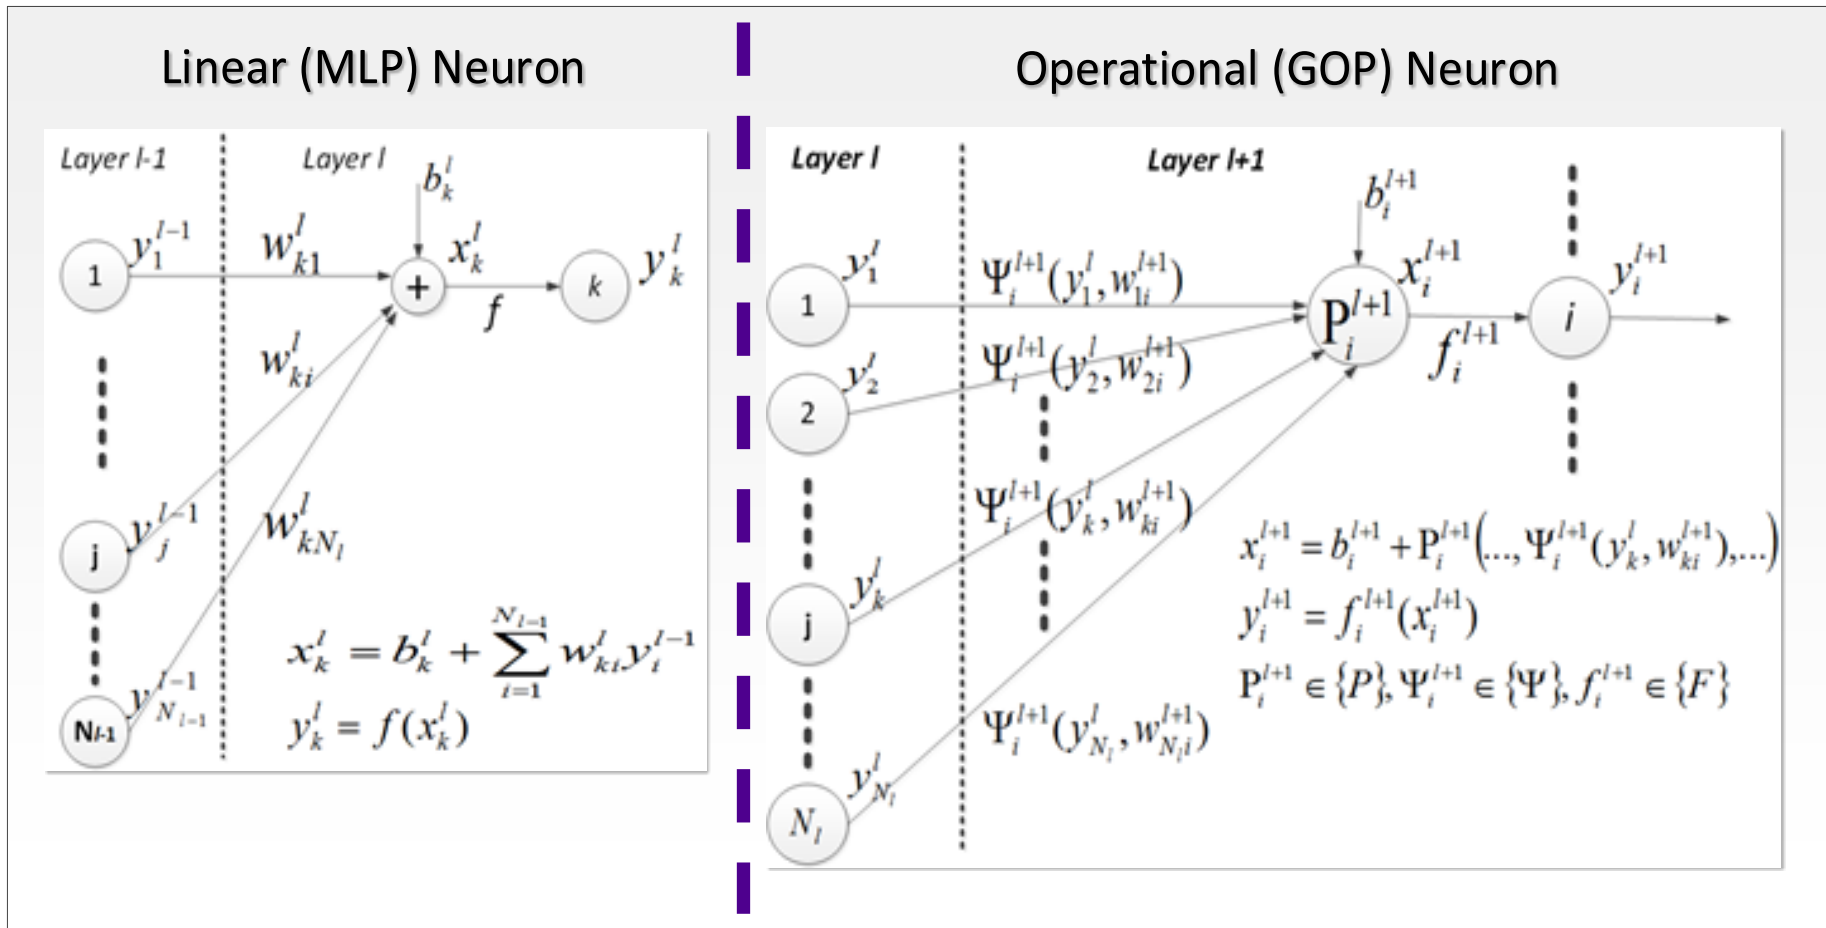 Linear (MLP) Neuron
Layer l-1
Layer l
b_k^l
1
y_1^{l-1}
w_{k1}^l
x_k^l
+
f
k
y_k^l
w_{ki}^l
j
y_j^{l-1}
w_{kN_l}^l
N_{l-1}
y_{N_{l-1}}^{l-1}
x_k^l = b_k^l + \sum_{i=1}^{N_{l-1}} w_{ki}^l y_i^{l-1}
y_k^l = f(x_k^l)
Operational (GOP) Neuron
Layer l
Layer l+1
b_i^{l+1}
1
y_1^l
Ψ_i^{l+1}(y_1^l, w_{1i}^{l+1})
P_i^{l+1}
x_i^{l+1}
f_i^{l+1}
i
y_i^{l+1}
2
y_2^l
Ψ_i^{l+1}(y_2^l, w_{2i}^{l+1})
j
y_k^l
Ψ_i^{l+1}(y_k^l, w_{ki}^{l+1})
N_l
y_{N_l}^l
Ψ_i^{l+1}(y_{N_l}^l, w_{N_l i}^{l+1})
x_i^{l+1} = b_i^{l+1} + P_i^{l+1}(..., Ψ_i^{l+1}(y_k^l, w_{ki}^{l+1}),...)
y_i^{l+1} = f_i^{l+1}(x_i^{l+1})
P_i^{l+1} ∈ {P}, Ψ_i^{l+1} ∈ {Ψ}, f_i^{l+1} ∈ {F}